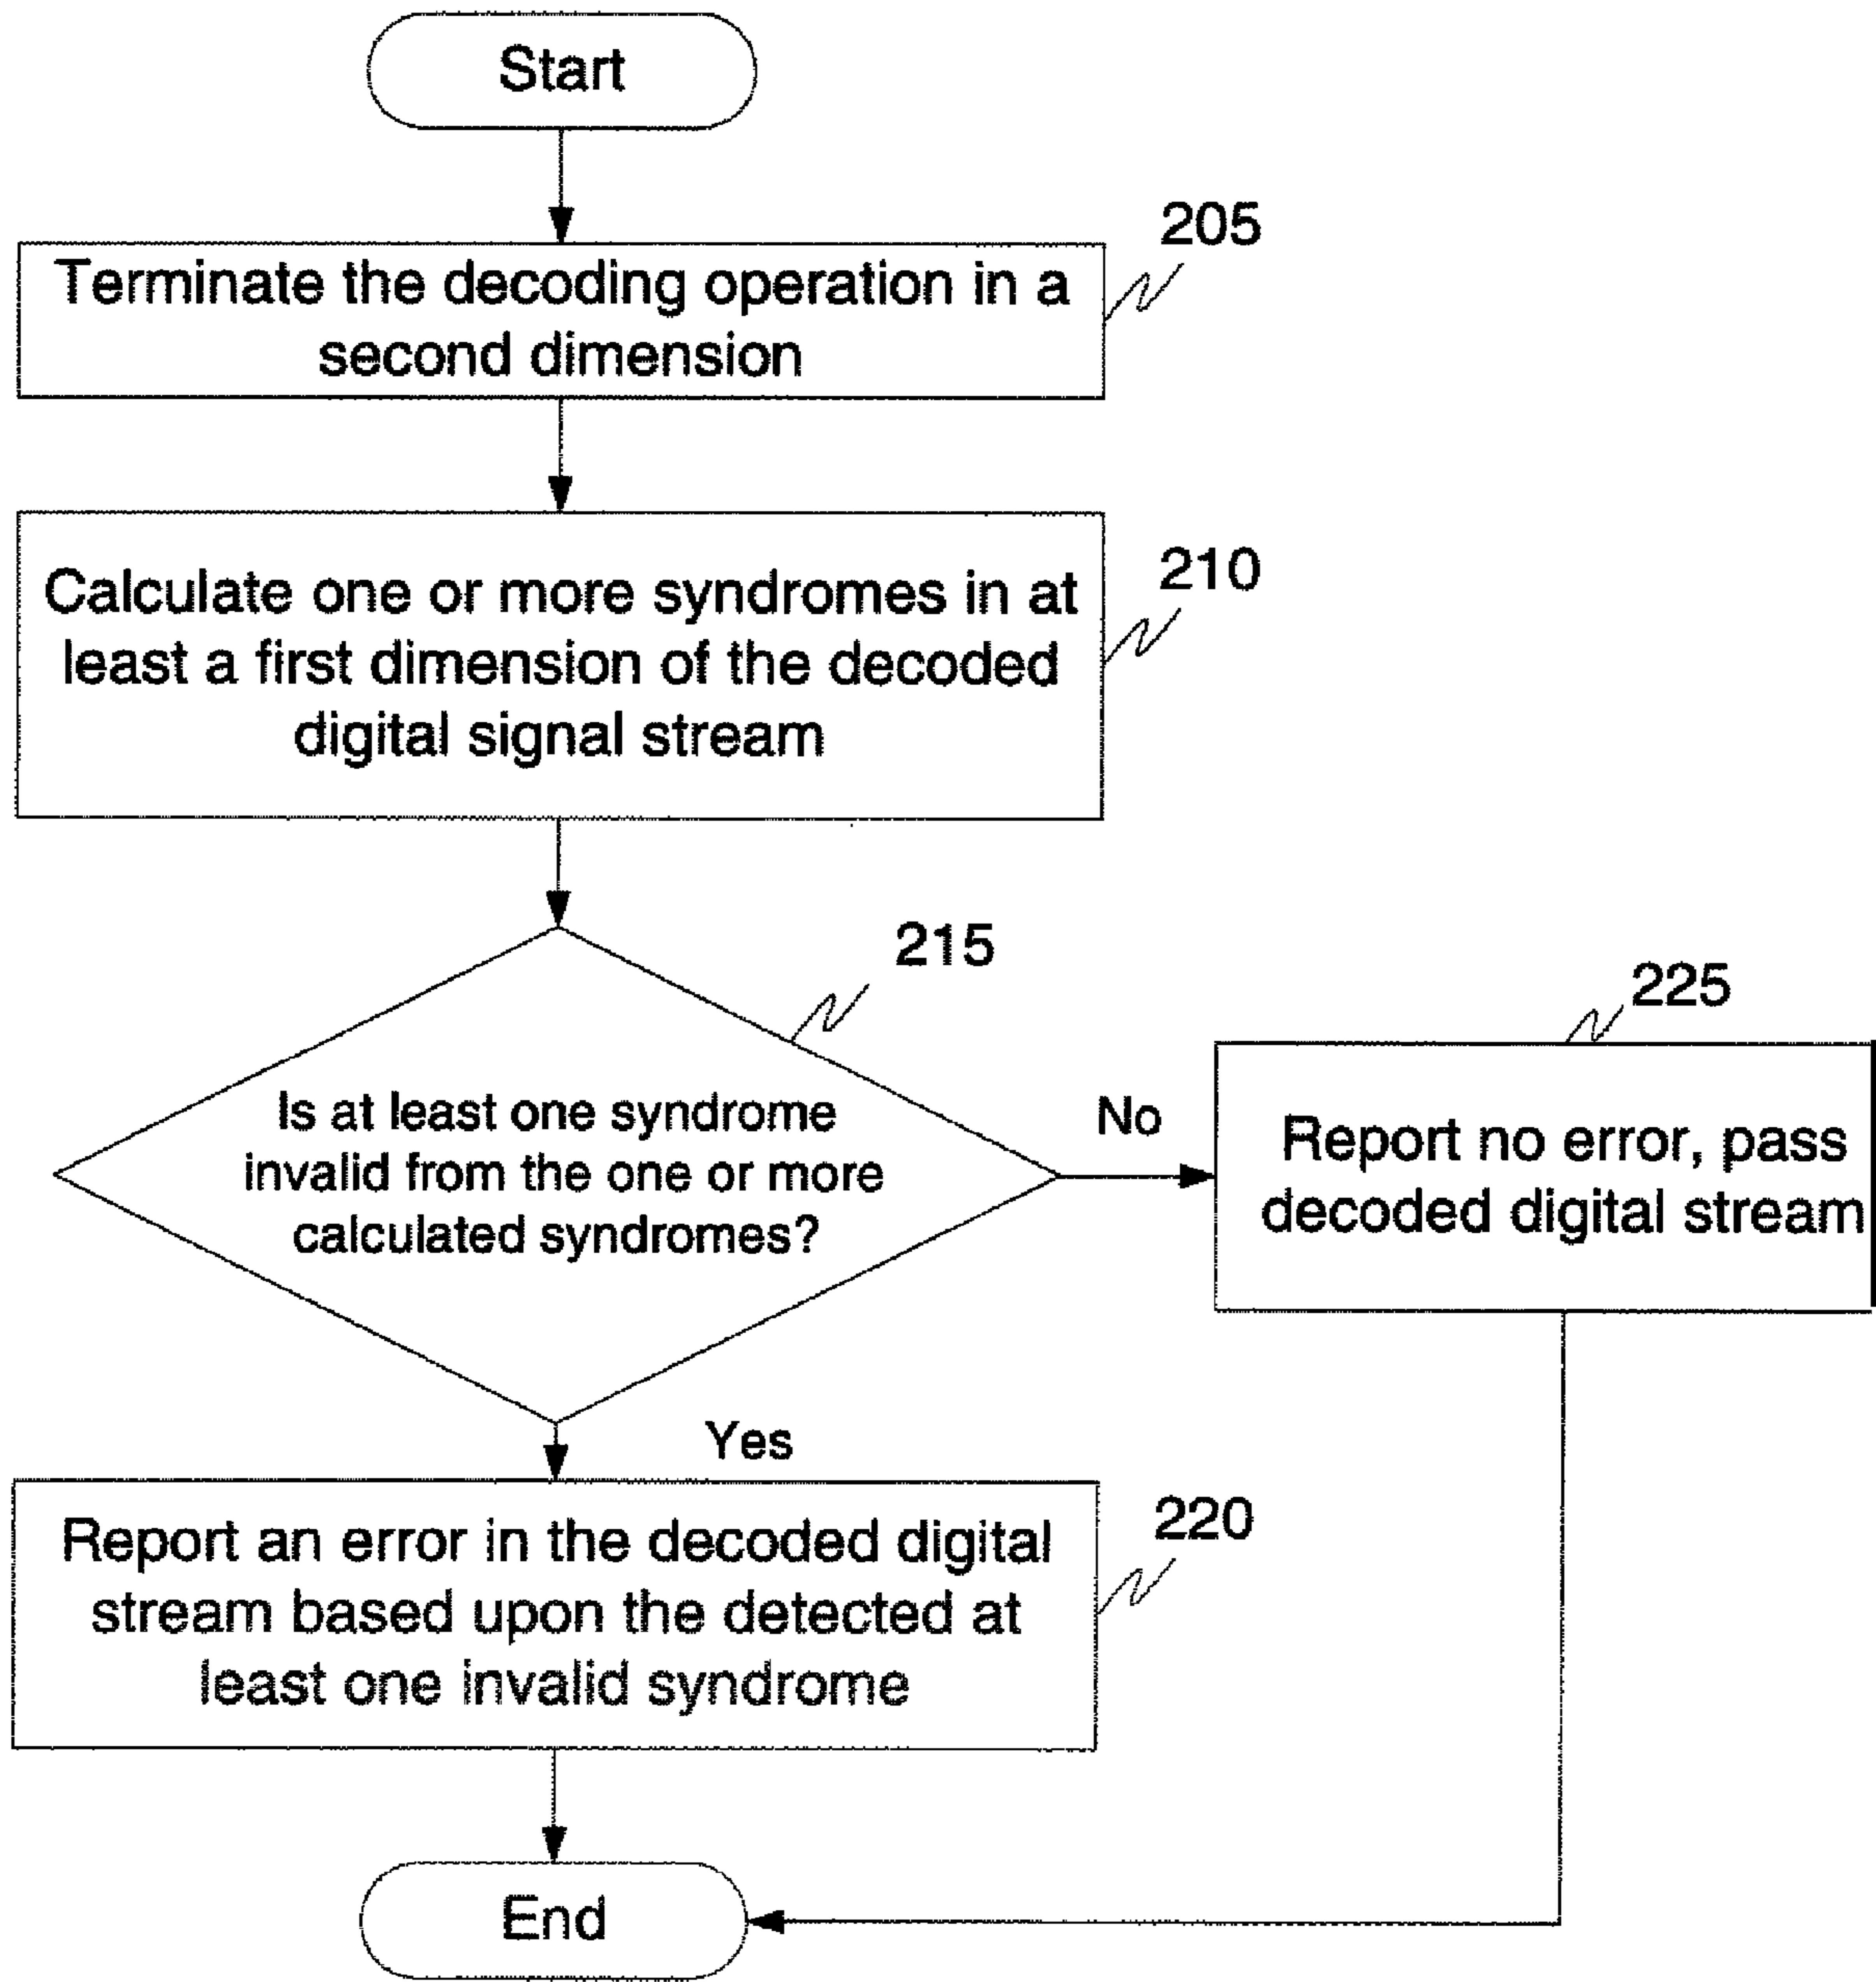 Start
205
Terminate the decoding operation in a
second dimension
210
Calculate one or more syndromes in at
least a first dimension of the decoded
digital signal stream
215
Is at least one syndrome
invalid from the one or more
calculated syndromes?
No
225
Report no error, pass
decoded digital stream
Yes
220
Report an error in the decoded digital
stream based upon the detected at
least one invalid syndrome
End